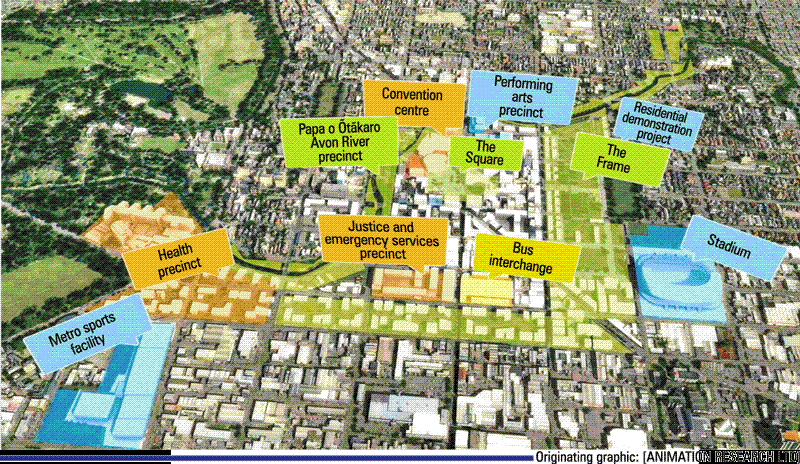 Performing
arts
precinct
Convention
centre
Residential
demonstration
project
Papa o Ōtākaro
Avon River
precinct
The
Square
The
Frame
Justice and
emergency services
precinct
Health
precinct
Bus
interchange
Stadium
Metro sports
facility
Originating graphic: [ANIMATION RESEARCH LTD]